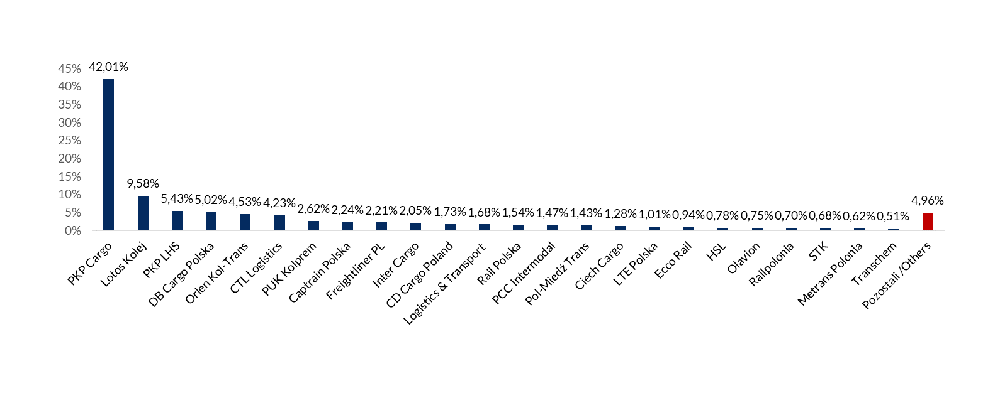 45%
40%
35%
30%
25%
20%
15%
10%
5%
0%
42,01%
9,58%
5,43%
5,02%
4,53%
4,23%
2,62%
2,24%
2,21%
2,05%
1,73%
1,68%
1,54%
1,47%
1,43%
1,28%
1,01%
0,94%
0,78%
0,75%
0,70%
0,68%
0,62%
0,51%
4,96%
PKP Cargo
Lotos Kolej
PKP LHS
DB Cargo Polska
Orlen Kol-Trans
CTL Logistics
PUK Kolprem
Captrain Polska
Freightliner PL
Inter Cargo
CD Cargo Poland
Logistics & Transport
Rail Polska
PCC Intermodal
Pol-Miedź Trans
Ciech Cargo
LTE Polska
Ecco Rail
HSL
Olavion
Railpolonia
STK
Metrans Polonia
Transchem
Pozostali /Others